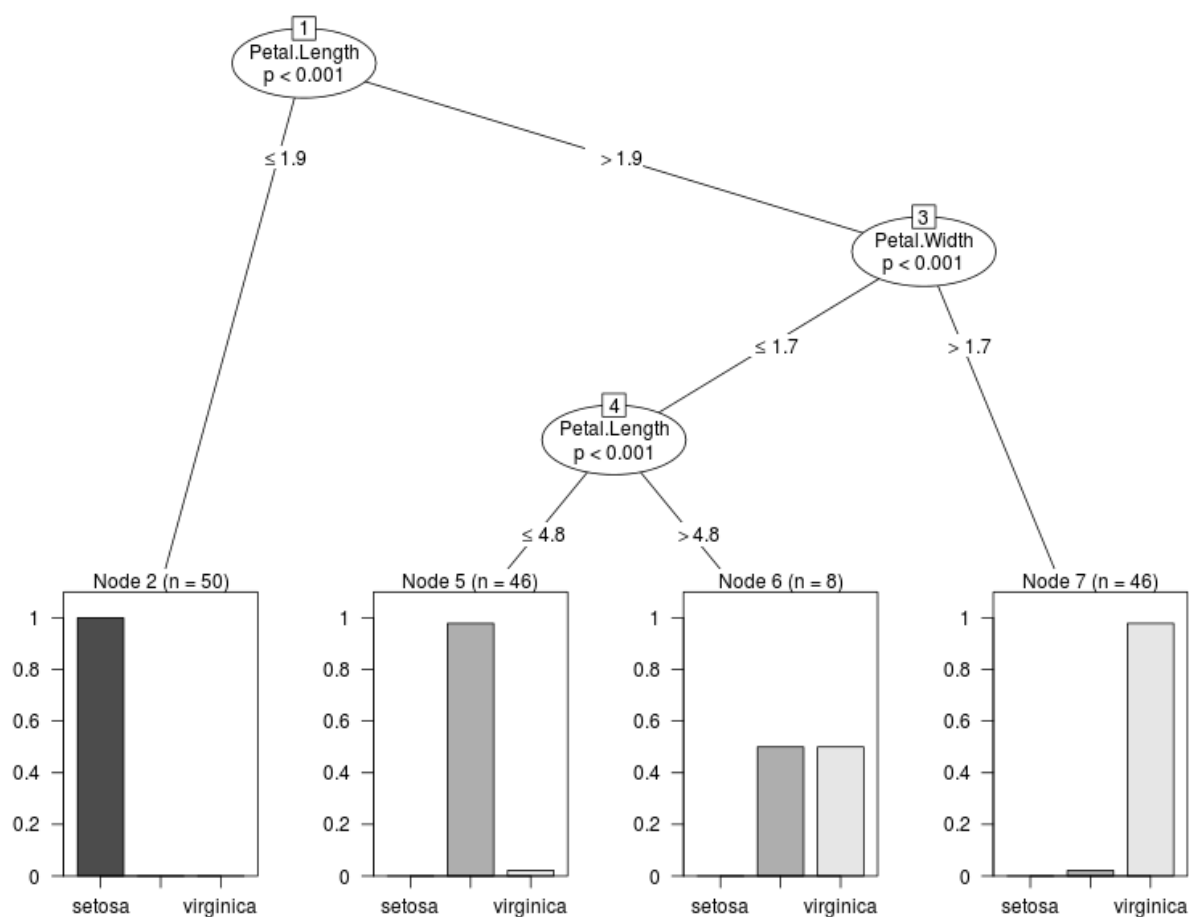 1
Petal.Length
p < 0.001
≤ 1.9
> 1.9
3
Petal.Width
p < 0.001
≤ 1.7
> 1.7
4
Petal.Length
p < 0.001
≤ 4.8
> 4.8
Node 2 (n = 50)
1
0.8
0.6
0.4
0.2
0
setosa virginica
Node 5 (n = 46)
1
0.8
0.6
0.4
0.2
0
setosa virginica
Node 6 (n = 8)
1
0.8
0.6
0.4
0.2
0
setosa virginica
Node 7 (n = 46)
1
0.8
0.6
0.4
0.2
0
setosa virginica